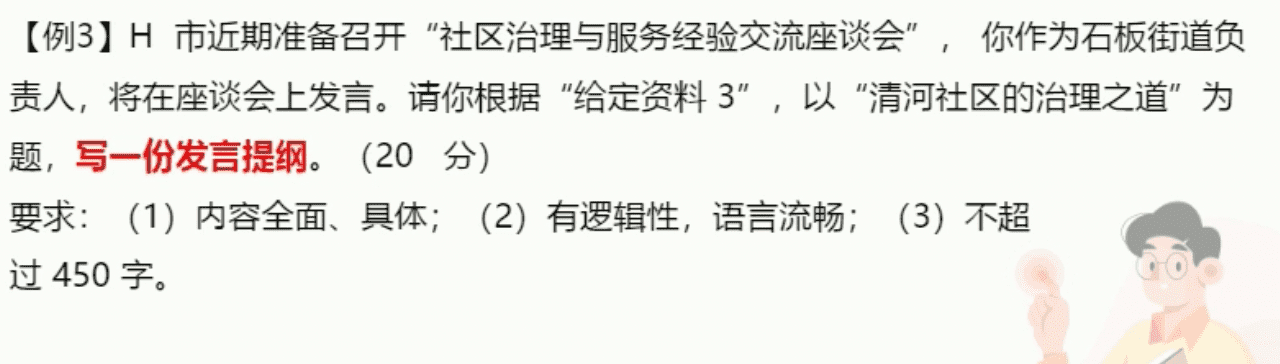 【例3】H 市近期准备召开“社区治理与服务经验交流座谈会”， 你作为石板街道负
责人，将在座谈会上发言。请你根据“给定资料 3”，以“清河社区的治理之道”为
题，写一份发言提纲。（20 分）
要求：（1）内容全面、具体；（2）有逻辑性，语言流畅；（3）不超
过 450 字。